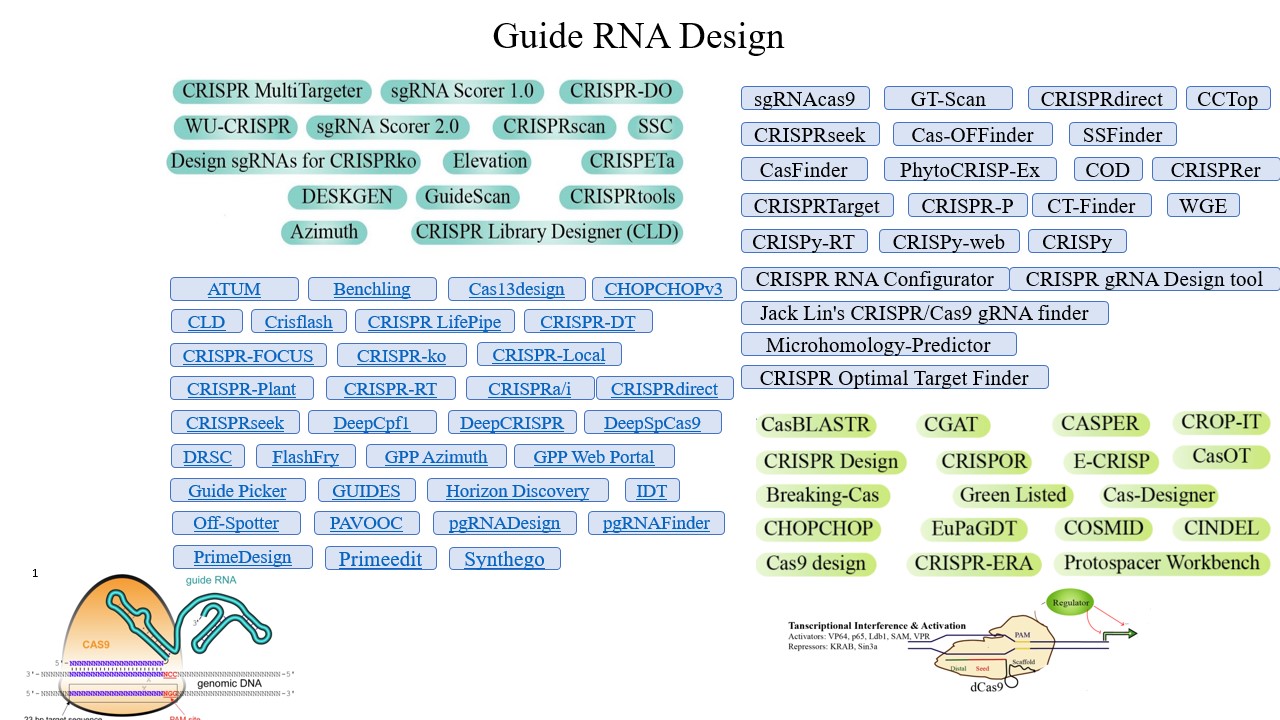 Guide RNA Design
CRISPR MultiTargeter sgRNA Scorer 1.0 CRISPR-DO
WU-CRISPR sgRNA Scorer 2.0 CRISPRscan SSC
Design sgRNAs for CRISPRko Elevation CRISPETa
DESKGEN GuideScan CRISPRtools
Azimuth CRISPR Library Designer (CLD)
sgRNAcas9 GT-Scan CRISPRdirect CCTop
CRISPRseek Cas-OFFinder SSFinder
CasFinder PhytoCRISP-Ex COD CRISPRer
CRISPRTarget CRISPR-P CT-Finder WGE
CRISPy-RT CRISPy-web CRISPy
CRISPR RNA Configurator CRISPR gRNA Design tool
Jack Lin's CRISPR/Cas9 gRNA finder
Microhomology-Predictor
CRISPR Optimal Target Finder
ATUM Benchling Cas13design CHOPCHOPv3
CLD Crisflash CRISPR LifePipe CRISPR-DT
CRISPR-FOCUS CRISPR-ko CRISPR-Local
CRISPR-Plant CRISPR-RT CRISPRa/i CRISPRdirect
CRISPRseek DeepCpf1 DeepCRISPR DeepSpCas9
DRSC FlashFry GPP Azimuth GPP Web Portal
Guide Picker GUIDES Horizon Discovery IDT
Off-Spotter PAVOOC pgRNADesign pgRNAFinder
PrimeDesign Primeedit Synthego
CasBLASTR CGAT CASPER CROP-IT
CRISPR Design CRISPOR E-CRISP CasOT
Breaking-Cas Green Listed Cas-Designer
CHOPCHOP EuPaGDT COSMID CINDEL
Cas9 design CRISPR-ERA Protospacer Workbench
1
guide RNA
CAS9
3'
5'-
genomic DNA
23 bp target sequence
PAM site
Regulator
Transcriptional Interference & Activation
Activators: VP64, p65, Ldb1, SAM, VPR
Repressors: KRAB, Sin3a
PAM
Distal Seed Scaffold
dCas9